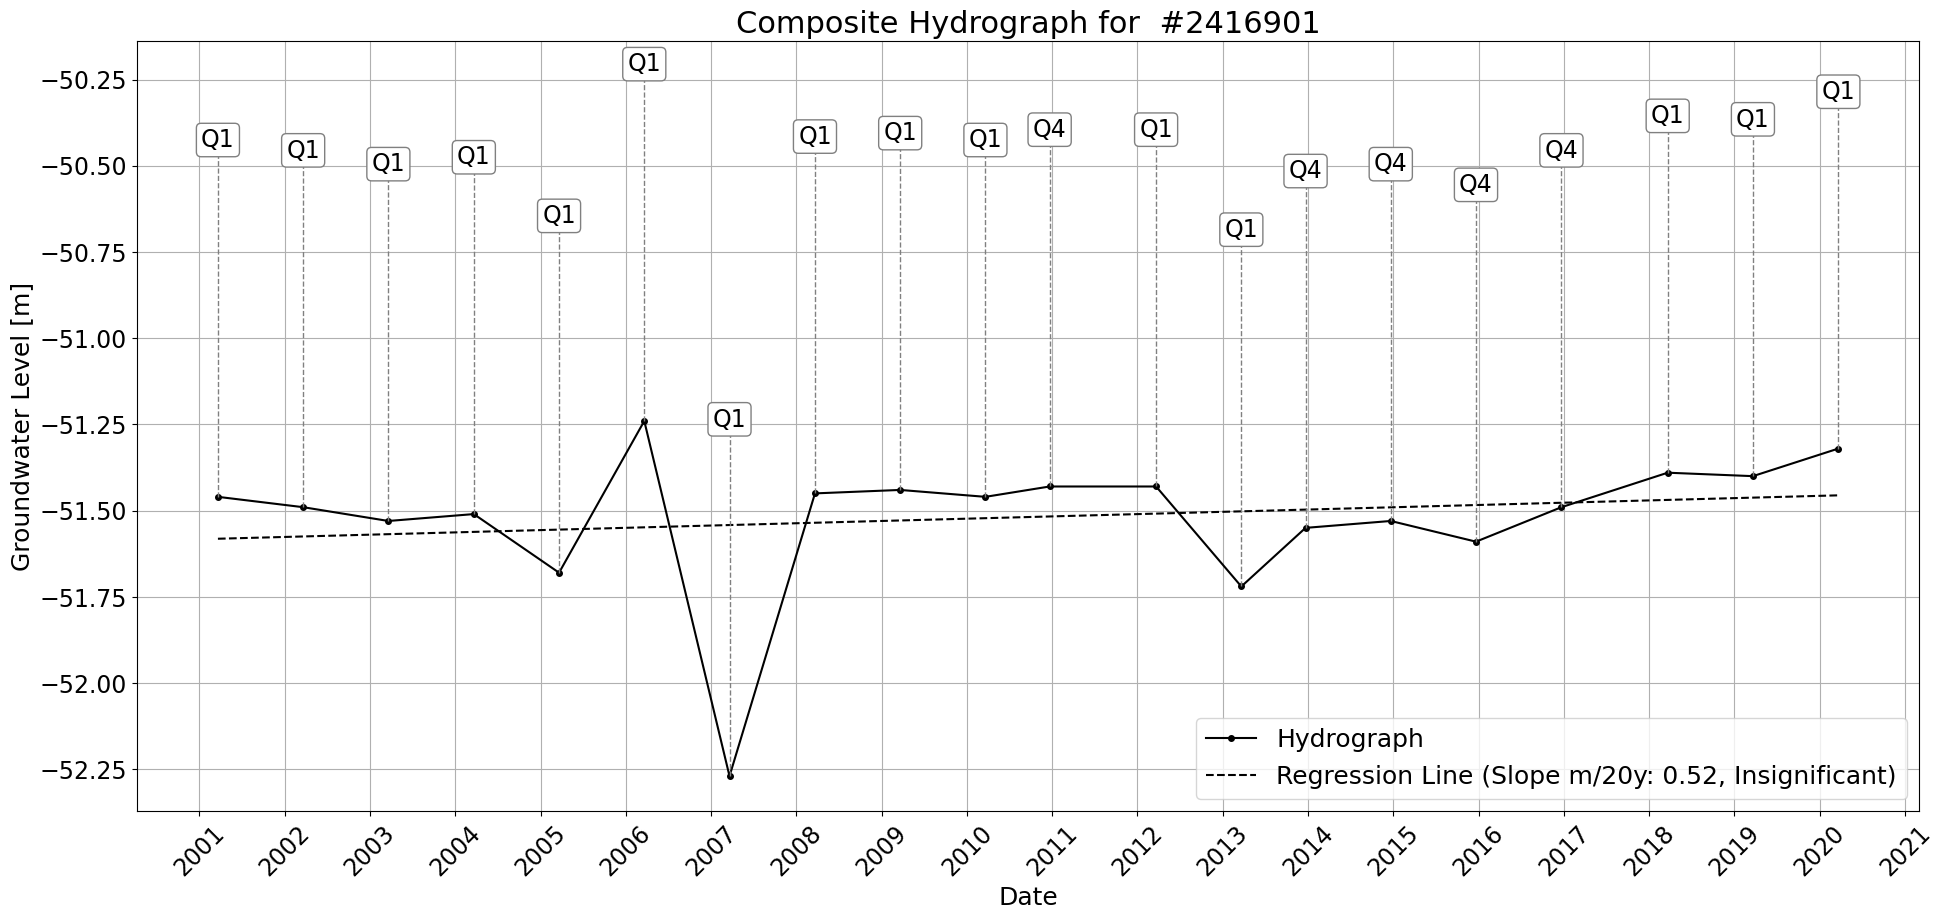 Composite Hydrograph for  #2416901
Q1
Q1
Q1
Q1
Q1
Q1
Q1
Q1
Q1
Q1
Q4
Q1
Q1
Q4
Q4
Q4
Q4
Q1
Q1
Q1
−50.25
−50.50
−50.75
−51.00
−51.25
−51.50
−51.75
−52.00
−52.25
Groundwater Level [m]
Hydrograph
Regression Line (Slope m/20y: 0.52, Insignificant)
2001
2002
2003
2004
2005
2006
2007
2008
2009
2010
2011
2012
2013
2014
2015
2016
2017
2018
2019
2020
2021
Date